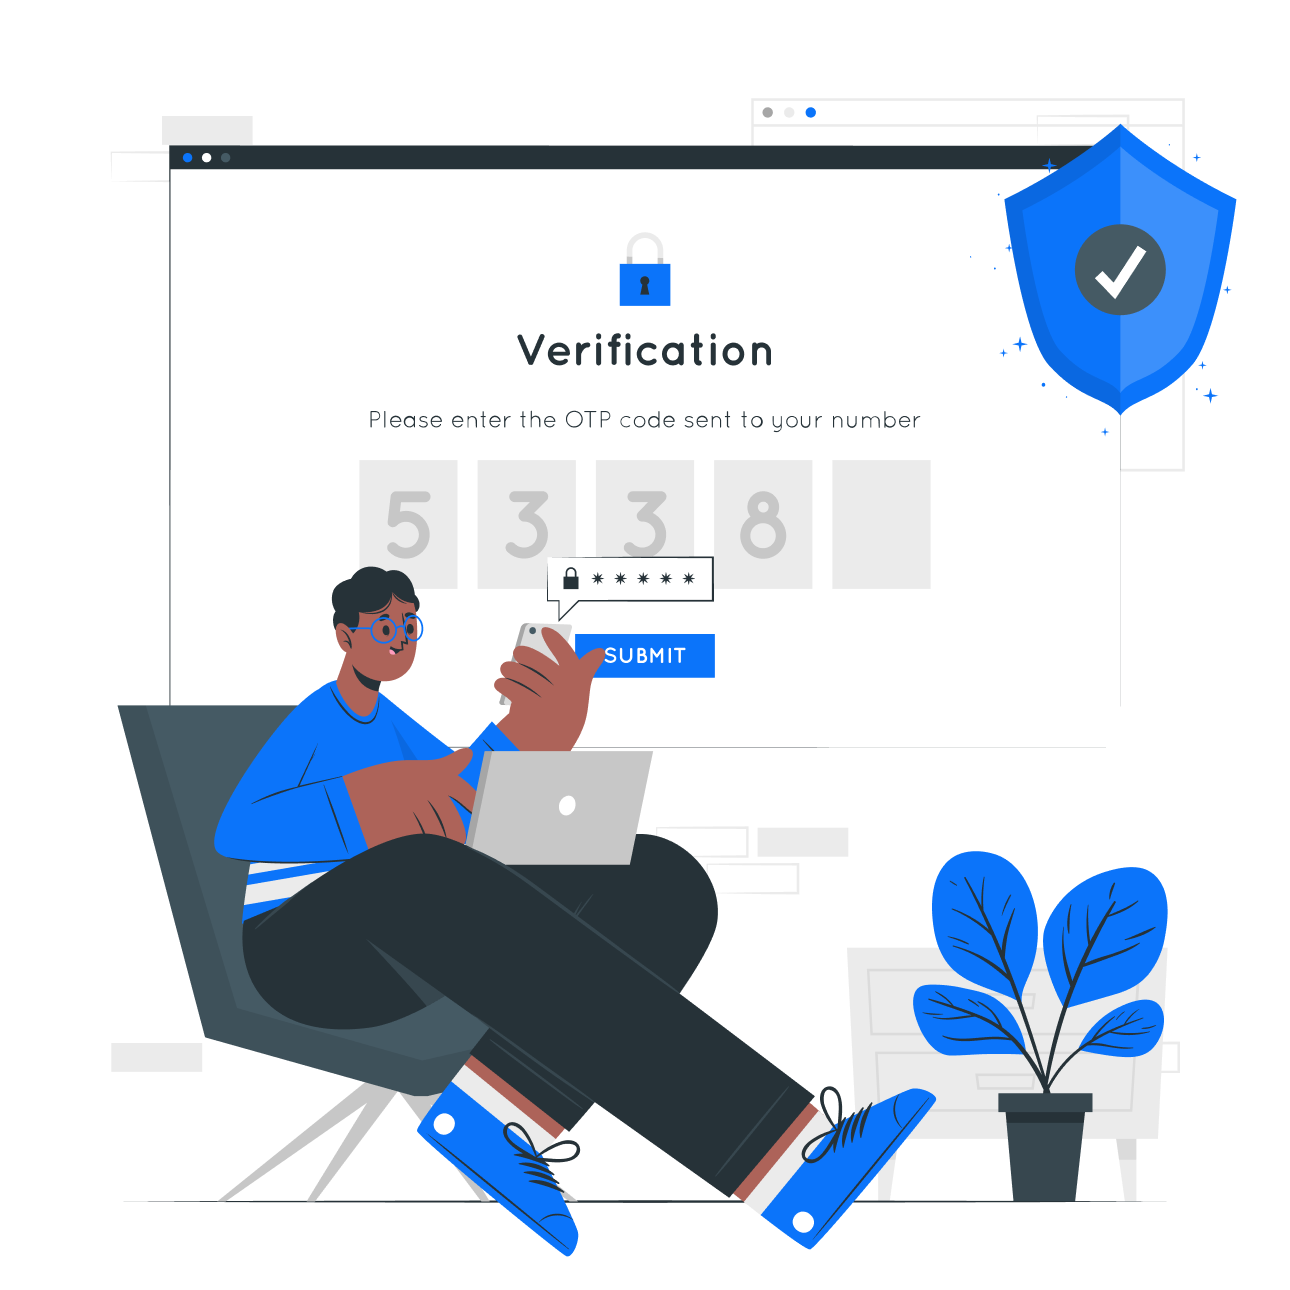 Verification
Please enter the OTP code sent to your number
5 3 3 8
* * * * *
SUBMIT